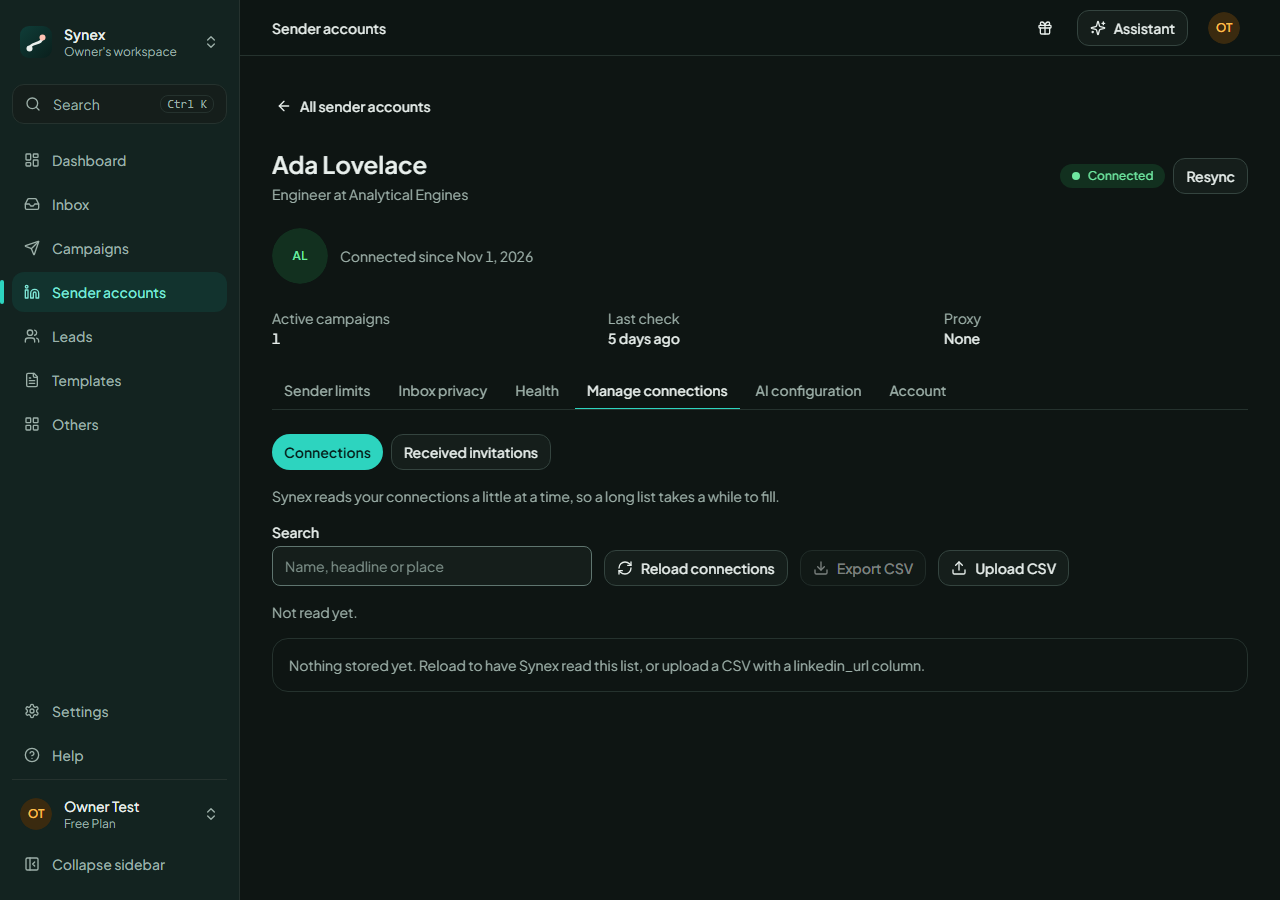 Synex
Owner's workspace
Search
Ctrl K
Dashboard
Inbox
Campaigns
Sender accounts
Leads
Templates
Others
Settings
Help
OT
Owner Test
Free Plan
Collapse sidebar
Sender accounts
Assistant
OT
All sender accounts
Ada Lovelace
Engineer at Analytical Engines
Connected
Resync
AL
Connected since Nov 1, 2026
Active campaigns
1
Last check
5 days ago
Proxy
None
Sender limits
Inbox privacy
Health
Manage connections
AI configuration
Account
Connections
Received invitations
Synex reads your connections a little at a time, so a long list takes a while to fill.
Search
Name, headline or place
Reload connections
Export CSV
Upload CSV
Not read yet.
Nothing stored yet. Reload to have Synex read this list, or upload a CSV with a linkedin_url column.